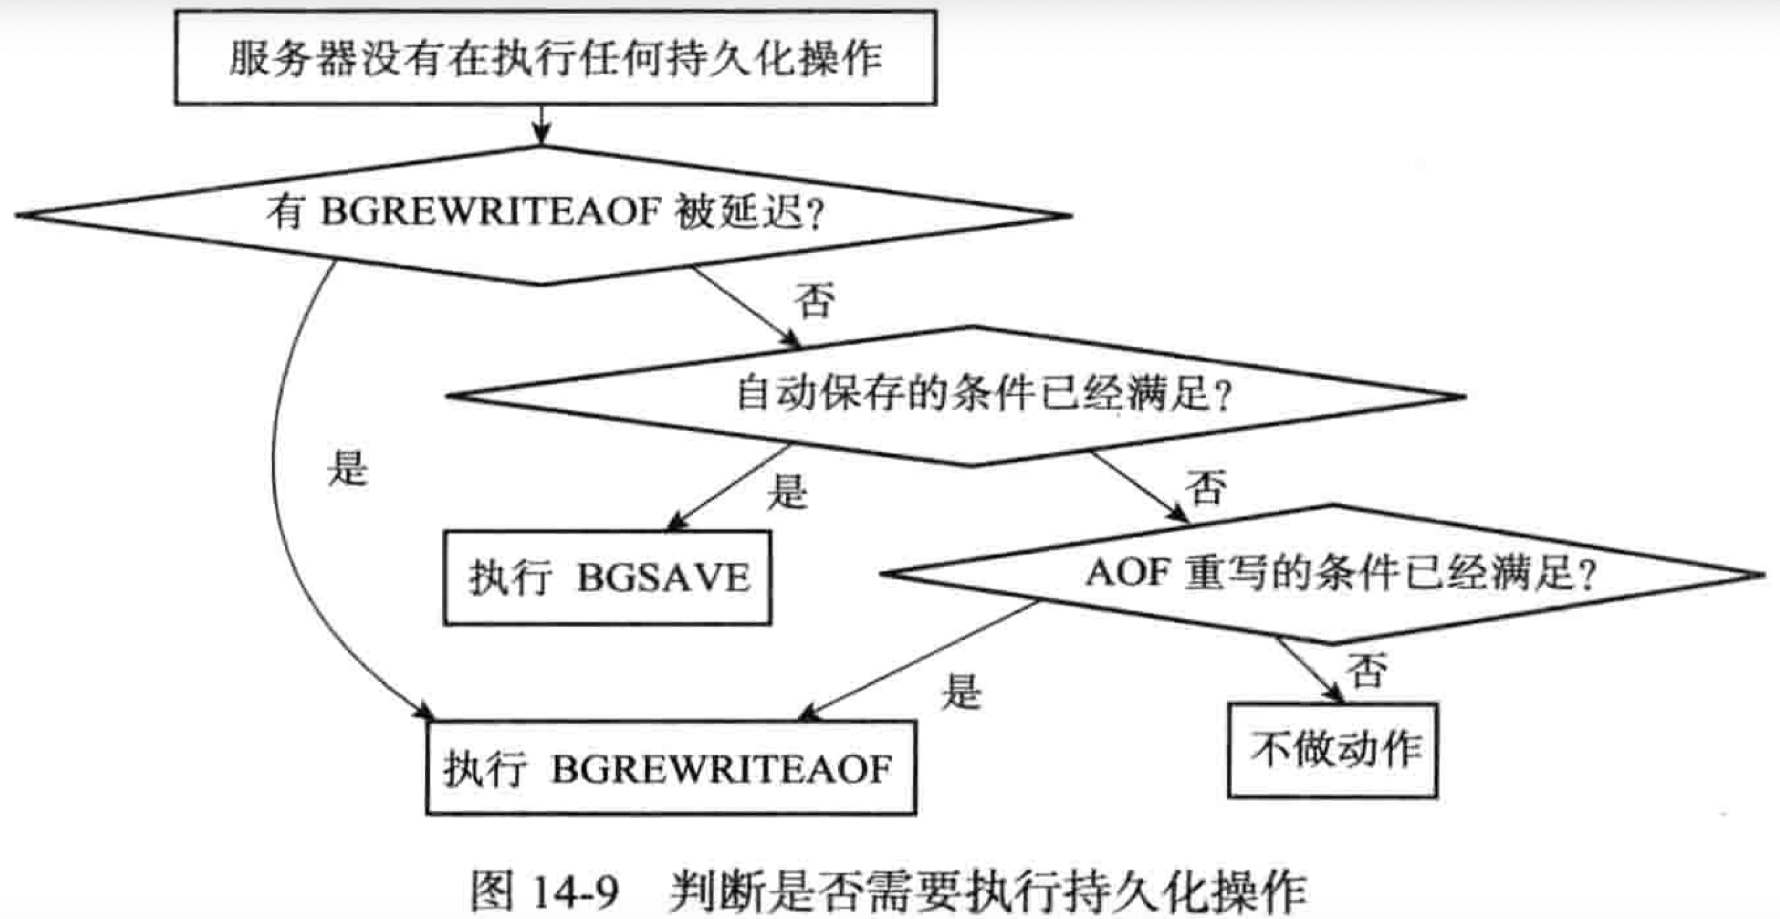 服务器没有在执行任何持久化操作
有 BGREWRITEAOF 被延迟?
否
自动保存的条件已经满足?
是
是
否
执行 BGSAVE
AOF 重写的条件已经满足?
是
否
执行 BGREWRITEAOF
不做动作
图 14-9 判断是否需要执行持久化操作